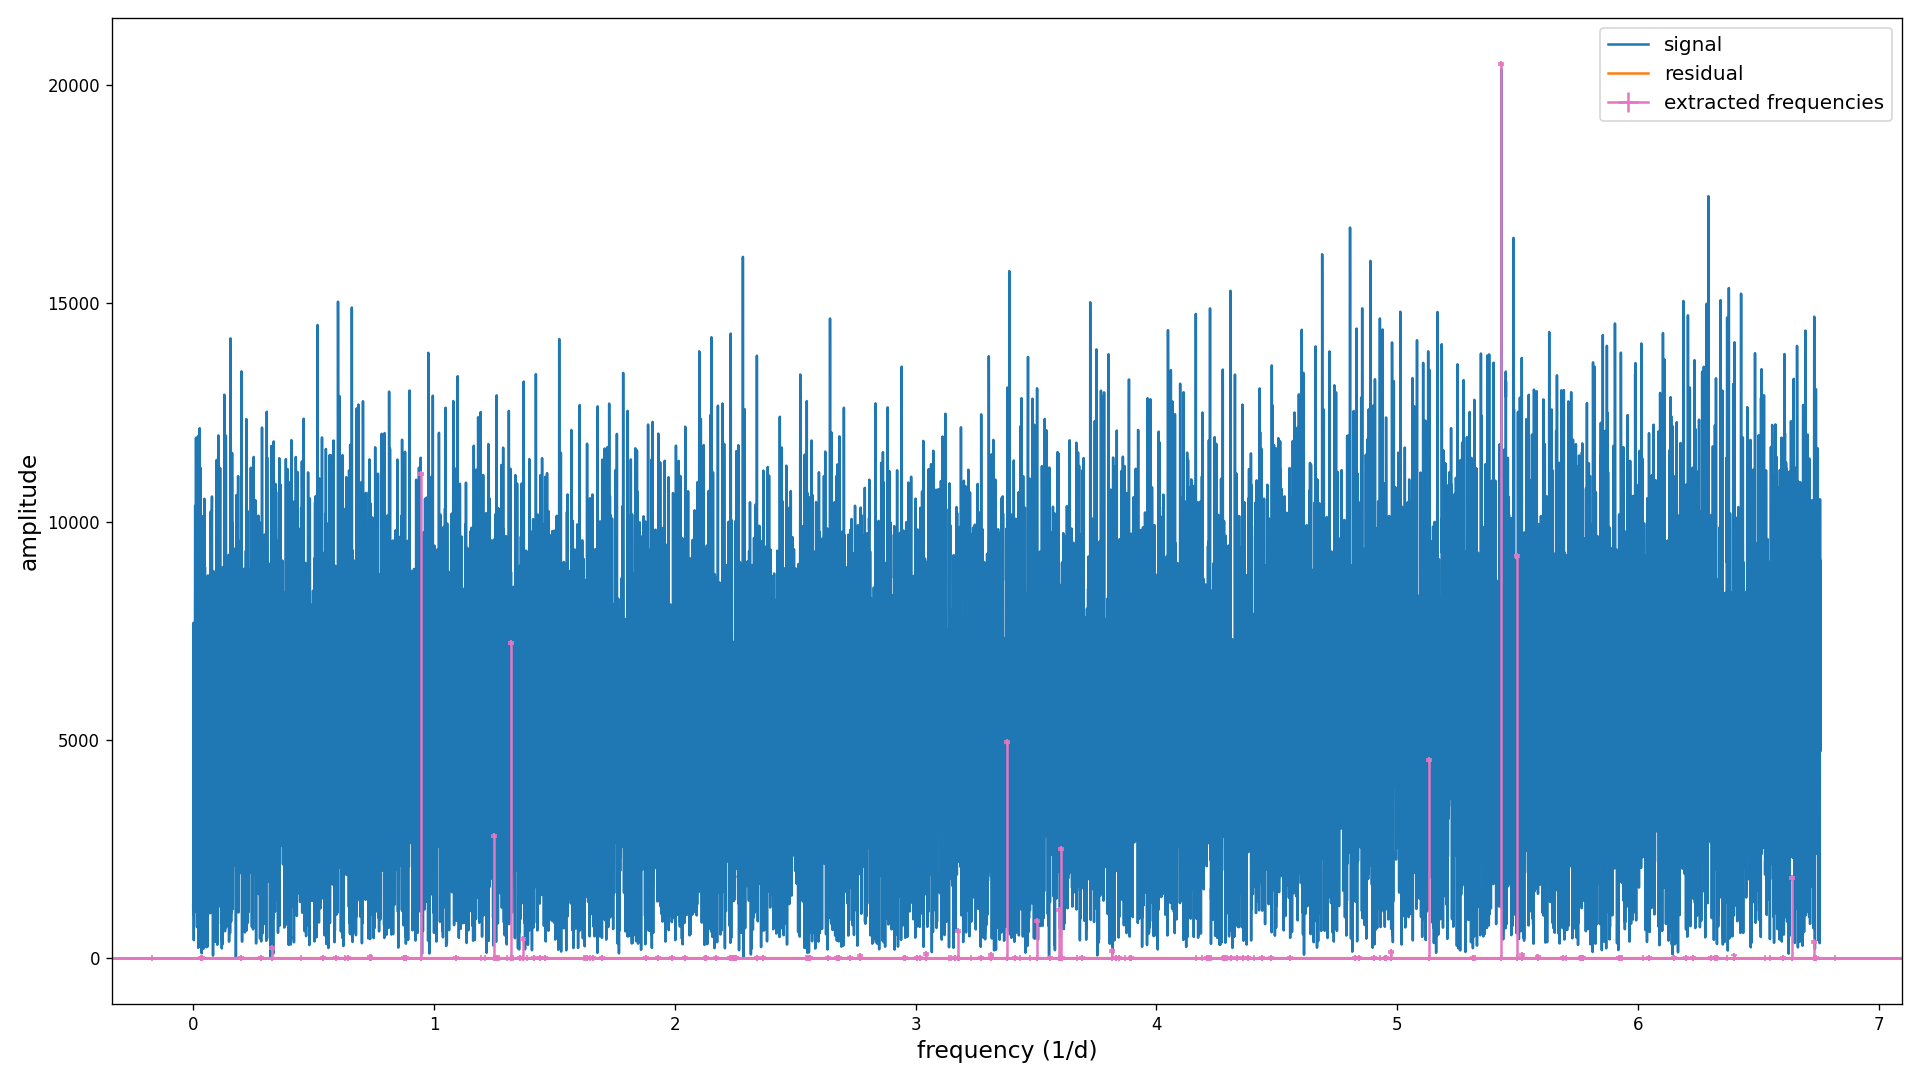 signal
residual
extracted frequencies
20000
15000
10000
5000
0
amplitude
0 1 2 3 4 5 6 7
frequency (1/d)